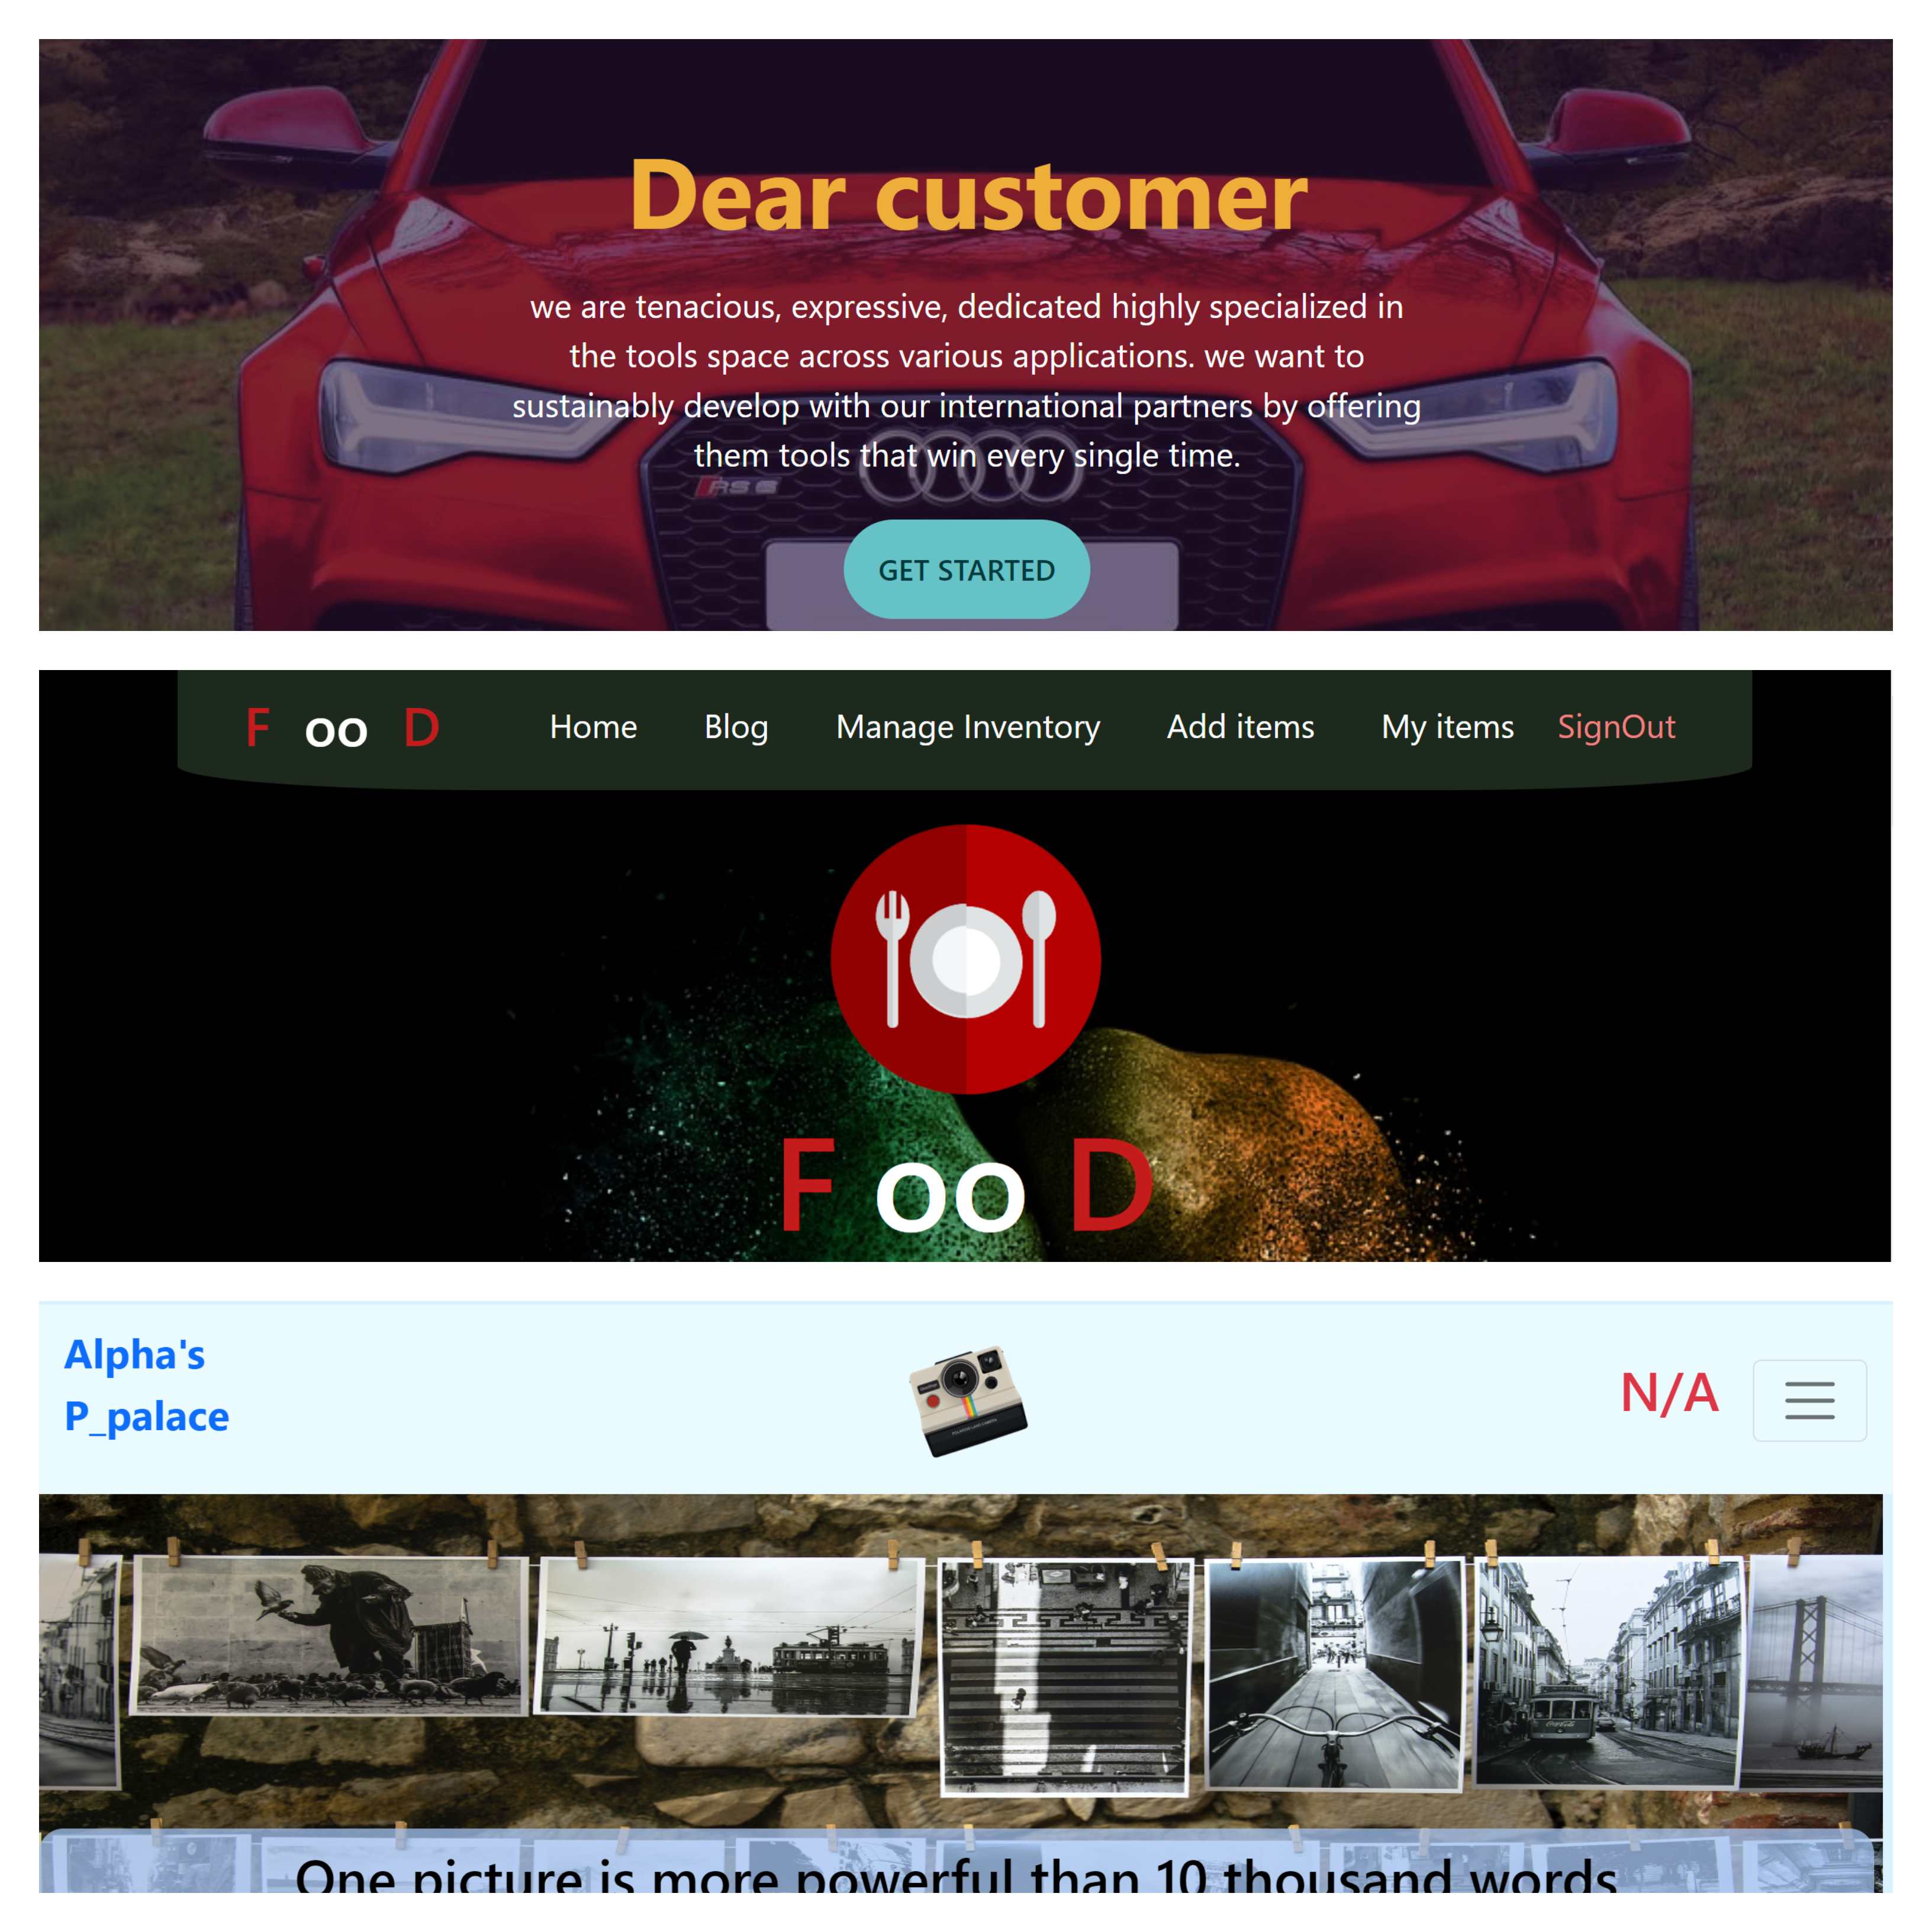 Dear customer
we are tenacious, expressive, dedicated highly specialized in
the tools space across various applications. we want to
sustainably develop with our international partners by offering
them tools that win every single time.
RS 6
GET STARTED
F oo D Home Blog Manage Inventory Add items My items SignOut
F oo D
Alpha's
P_palace
N/A
One picture is more powerful than 10 thousand words